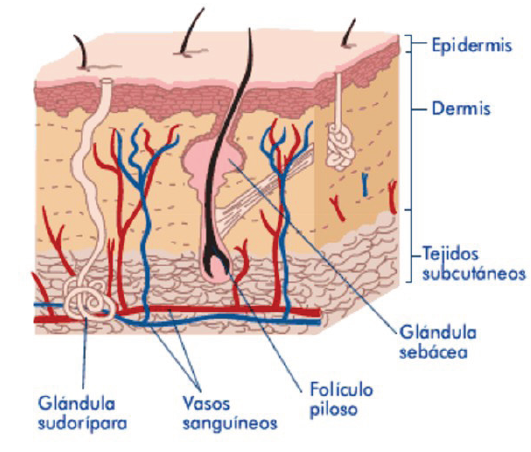 Epidermis
Dermis
Tejidos
subcutáneos
Glándula
sebácea
Folículo
piloso
Vasos
sanguíneos
Glándula
sudorípara